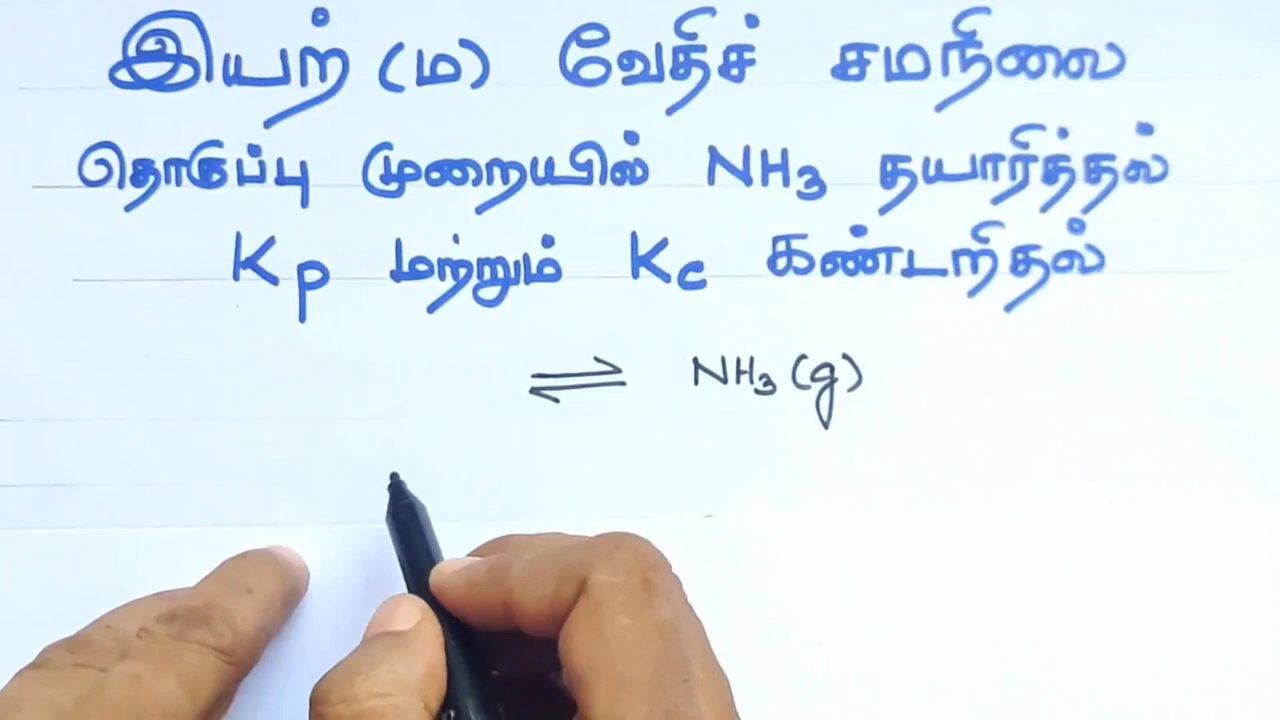 இயற் (ம) வேதிச் சமநிலை
தொகுப்பு முறையில் NH₃ தயாரித்தல்
Kp மற்றும் Kc கண்டறிதல்
⇌ NH₃ (g)